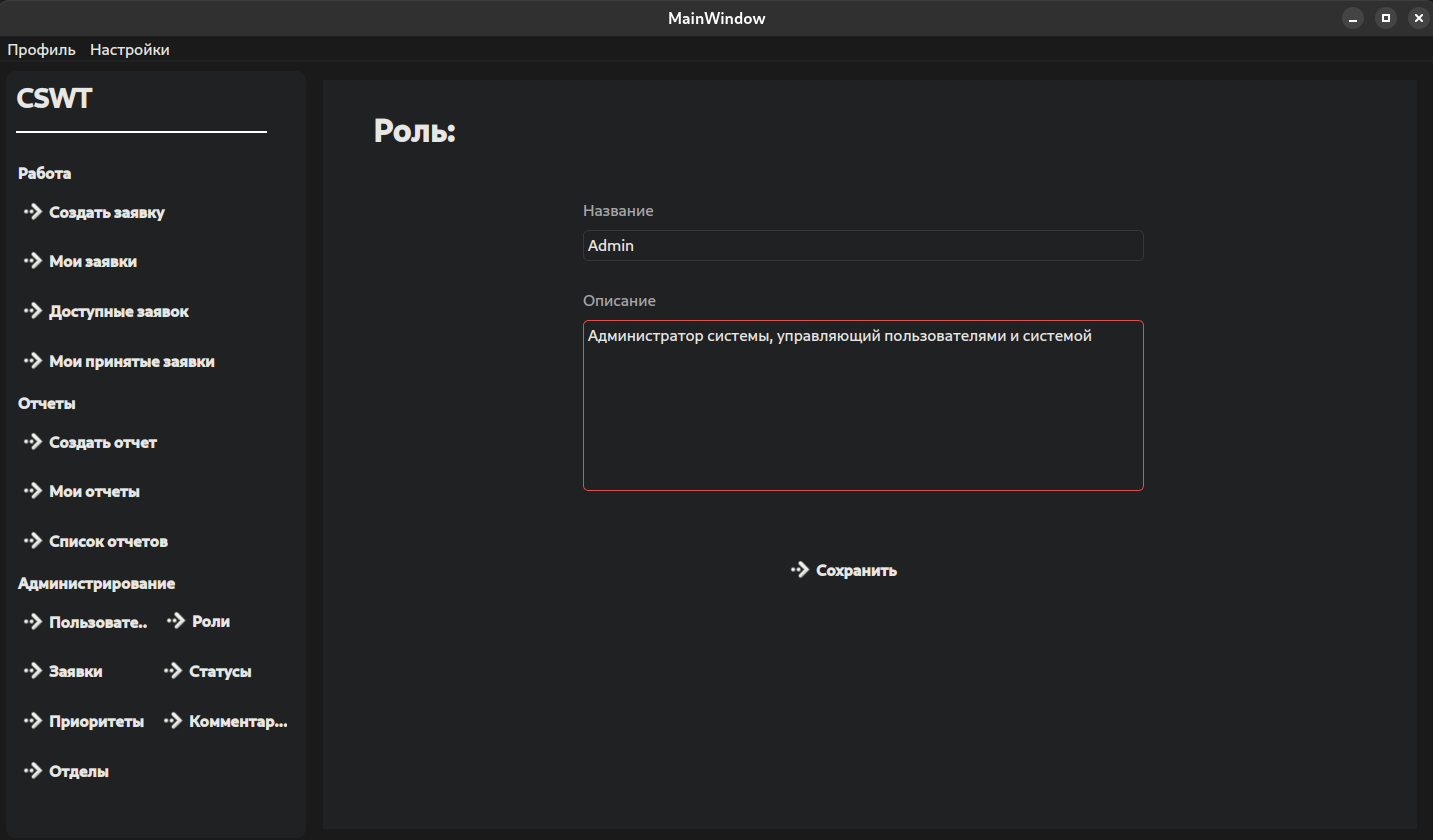 MainWindow
Профиль Настройки
CSWT
Работа
Создать заявку
Мои заявки
Доступные заявок
Мои принятые заявки
Отчеты
Создать отчет
Мои отчеты
Список отчетов
Администрирование
Пользовате.. Роли
Заявки Статусы
Приоритеты Комментар...
Отделы
Роль:
Название
Admin
Описание
Администратор системы, управляющий пользователями и системой
Сохранить